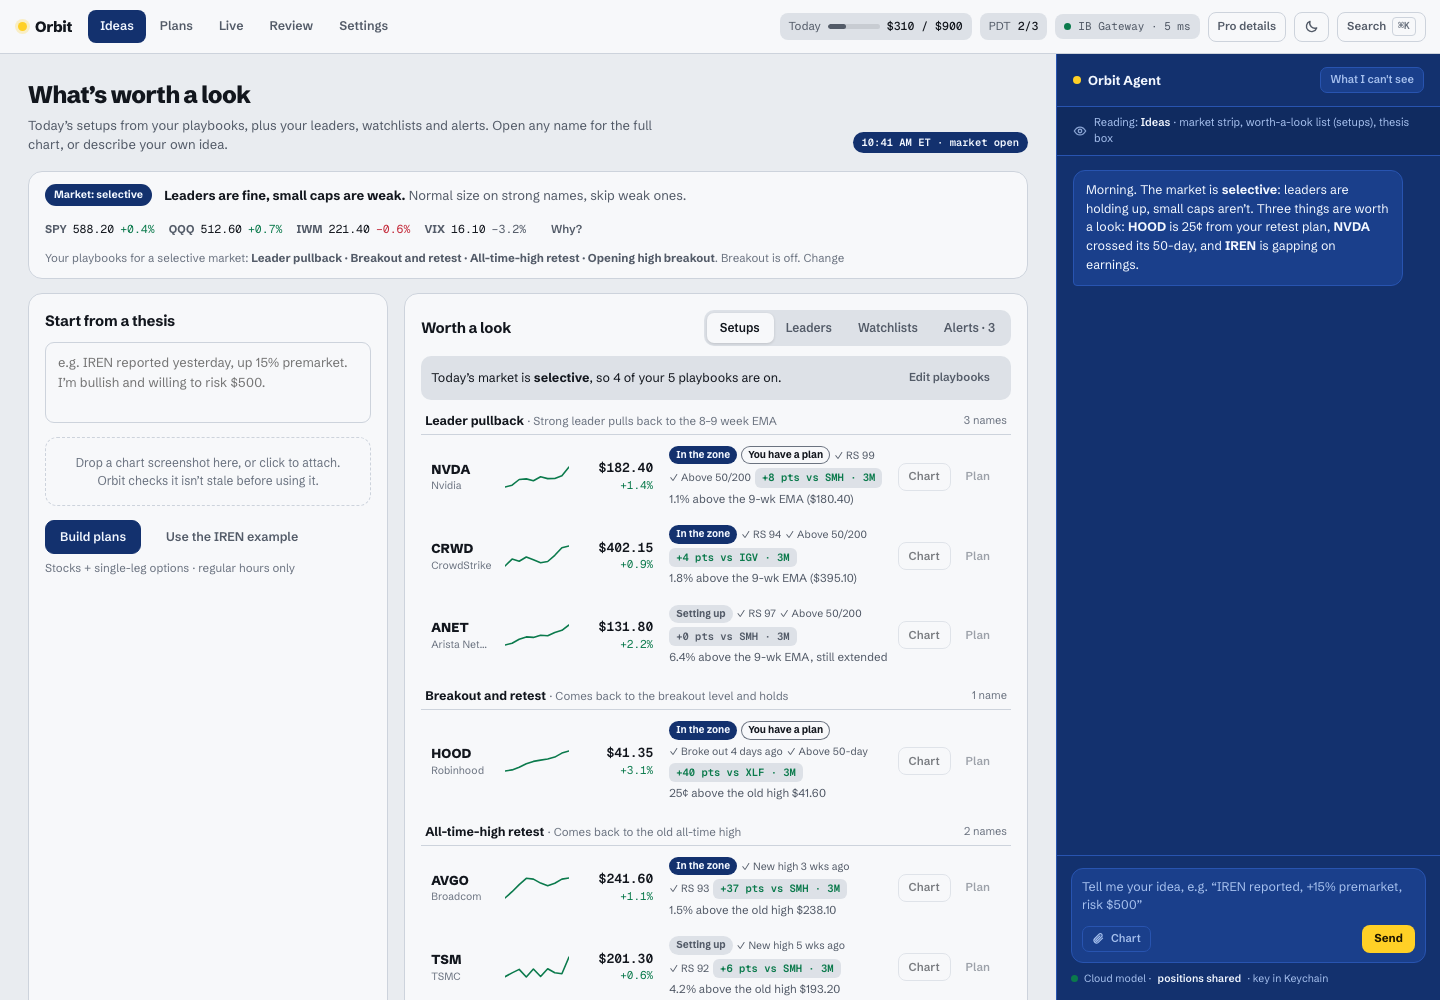 Orbit
Ideas
Plans
Live
Review
Settings
Today $310 / $900
PDT 2/3
IB Gateway · 5 ms
Pro details
Search ⌘K
What’s worth a look
Today’s setups from your playbooks, plus your leaders, watchlists and alerts. Open any name for the full
chart, or describe your own idea.
10:41 AM ET · market open
Market: selective
Leaders are fine, small caps are weak. Normal size on strong names, skip weak ones.
SPY 588.20 +0.4% QQQ 512.60 +0.7% IWM 221.40 −0.6% VIX 16.10 −3.2% Why?
Your playbooks for a selective market: Leader pullback · Breakout and retest · All-time-high retest · Opening high breakout. Breakout is off. Change
Start from a thesis
e.g. IREN reported yesterday, up 15% premarket.
I’m bullish and willing to risk $500.
Drop a chart screenshot here, or click to attach.
Orbit checks it isn’t stale before using it.
Build plans
Use the IREN example
Stocks + single-leg options · regular hours only
Worth a look
Setups
Leaders
Watchlists
Alerts · 3
Today’s market is selective, so 4 of your 5 playbooks are on.
Edit playbooks
Leader pullback · Strong leader pulls back to the 8–9 week EMA
3 names
NVDA
Nvidia
$182.40
+1.4%
In the zone You have a plan ✓ RS 99
✓ Above 50/200 +8 pts vs SMH · 3M
1.1% above the 9-wk EMA ($180.40)
Chart
Plan
CRWD
CrowdStrike
$402.15
+0.9%
In the zone ✓ RS 94 ✓ Above 50/200
+4 pts vs IGV · 3M
1.8% above the 9-wk EMA ($395.10)
Chart
Plan
ANET
Arista Net…
$131.80
+2.2%
Setting up ✓ RS 97 ✓ Above 50/200
+0 pts vs SMH · 3M
6.4% above the 9-wk EMA, still extended
Chart
Plan
Breakout and retest · Comes back to the breakout level and holds
1 name
HOOD
Robinhood
$41.35
+3.1%
In the zone You have a plan
✓ Broke out 4 days ago ✓ Above 50-day
+40 pts vs XLF · 3M
25¢ above the old high $41.60
Chart
Plan
All-time-high retest · Comes back to the old all-time high
2 names
AVGO
Broadcom
$241.60
+1.1%
In the zone ✓ New high 3 wks ago
✓ RS 93 +37 pts vs SMH · 3M
1.5% above the old high $238.10
Chart
Plan
TSM
TSMC
$201.30
+0.6%
Setting up ✓ New high 5 wks ago
✓ RS 92 +6 pts vs SMH · 3M
4.2% above the old high $193.20
Chart
Plan
Orbit Agent
What I can't see
Reading: Ideas · market strip, worth-a-look list (setups), thesis
box
Morning. The market is selective: leaders are
holding up, small caps aren’t. Three things are worth
a look: HOOD is 25¢ from your retest plan, NVDA
crossed its 50-day, and IREN is gapping on
earnings.
Tell me your idea, e.g. “IREN reported, +15% premarket,
risk $500”
Chart
Send
Cloud model · positions shared · key in Keychain